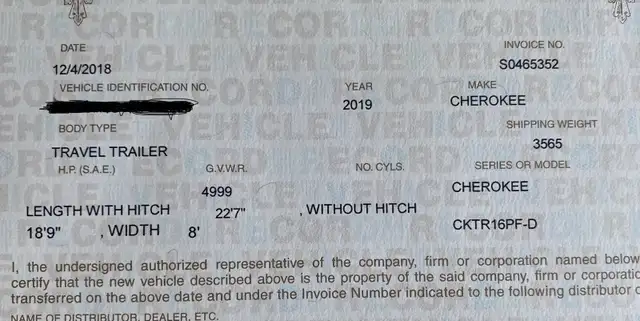 DATE
INVOICE NO.
12/4/2018
S0465352
VEHICLE IDENTIFICATION NO.
YEAR
MAKE
2019
CHEROKEE
BODY TYPE
SHIPPING WEIGHT
3565
TRAVEL TRAILER
H.P. (S.A.E.)
G.V.W.R.
NO. CYLS.
SERIES OR MODEL
4999
CHEROKEE
LENGTH WITH HITCH 22'7" , WITHOUT HITCH
18'9" , WIDTH 8'
CKTR16PF-D
I, the undersigned authorized representative of the company, firm or corporation named below
certify that the new vehicle described above is the property of the said company, firm or corporatio
transferred on the above date and under the Invoice Number indicated to the following distributor o
NAME OF DISTRIBUTOR, DEALER, ETC.